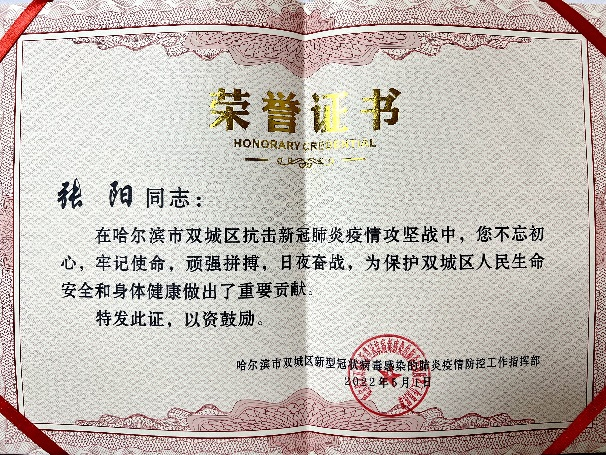 荣誉证书
HONORARY CREDENTIAL
张 阳 同志：
在哈尔滨市双城区抗击新冠肺炎疫情攻坚战中，您不忘初
心，牢记使命，顽强拼搏，日夜奋战，为保护双城区人民生命
安全和身体健康做出了重要贡献。
特发此证，以资鼓励。
哈尔滨市双城区新型冠状病毒感染的肺炎疫情防控工作指挥部
2022年5月1日